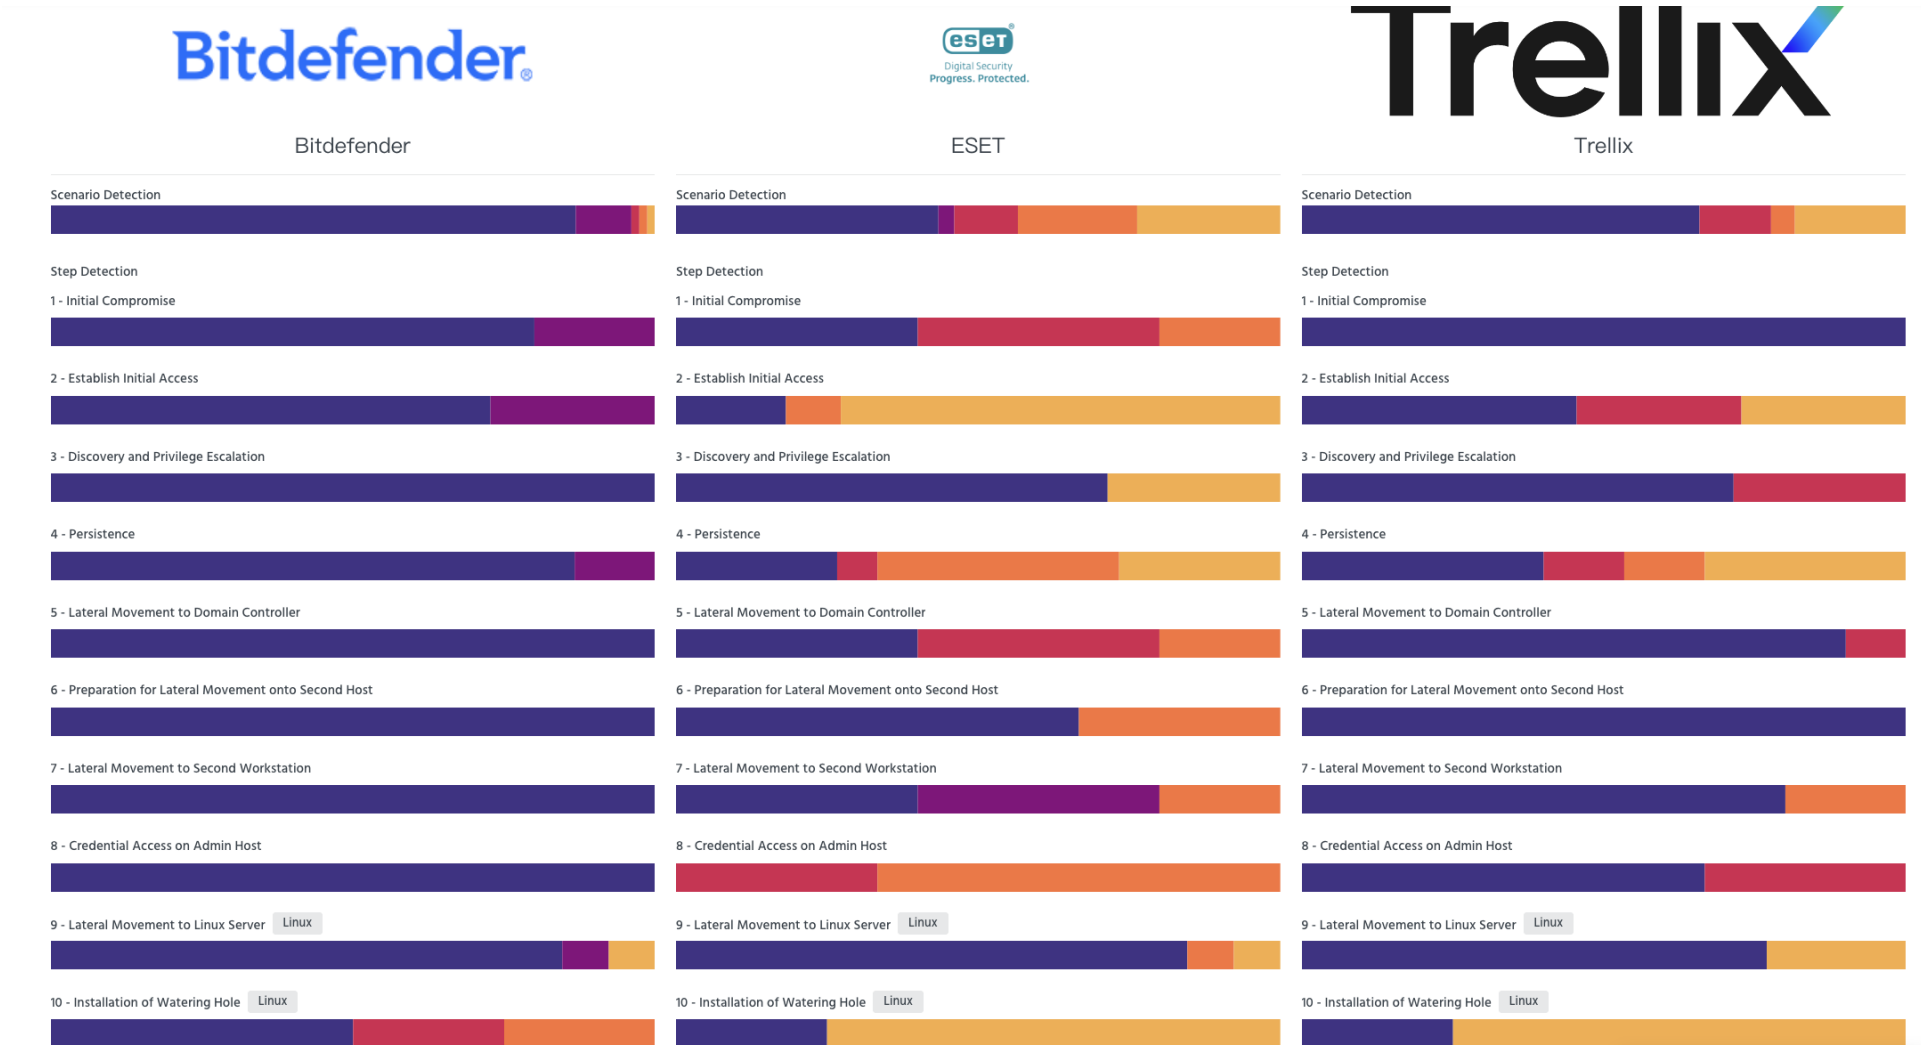 Bitdefender®
eseT®
Digital Security
Progress. Protected.
Trellix
Bitdefender
ESET
Trellix
Scenario Detection
Scenario Detection
Scenario Detection
Step Detection
Step Detection
Step Detection
1 - Initial Compromise
1 - Initial Compromise
1 - Initial Compromise
2 - Establish Initial Access
2 - Establish Initial Access
2 - Establish Initial Access
3 - Discovery and Privilege Escalation
3 - Discovery and Privilege Escalation
3 - Discovery and Privilege Escalation
4 - Persistence
4 - Persistence
4 - Persistence
5 - Lateral Movement to Domain Controller
5 - Lateral Movement to Domain Controller
5 - Lateral Movement to Domain Controller
6 - Preparation for Lateral Movement onto Second Host
6 - Preparation for Lateral Movement onto Second Host
6 - Preparation for Lateral Movement onto Second Host
7 - Lateral Movement to Second Workstation
7 - Lateral Movement to Second Workstation
7 - Lateral Movement to Second Workstation
8 - Credential Access on Admin Host
8 - Credential Access on Admin Host
8 - Credential Access on Admin Host
9 - Lateral Movement to Linux Server Linux
9 - Lateral Movement to Linux Server Linux
9 - Lateral Movement to Linux Server Linux
10 - Installation of Watering Hole Linux
10 - Installation of Watering Hole Linux
10 - Installation of Watering Hole Linux